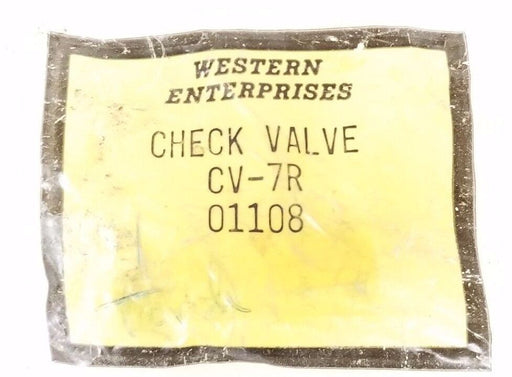 WESTERN
ENTERPRISES
CHECK VALVE
CV-7R
01108